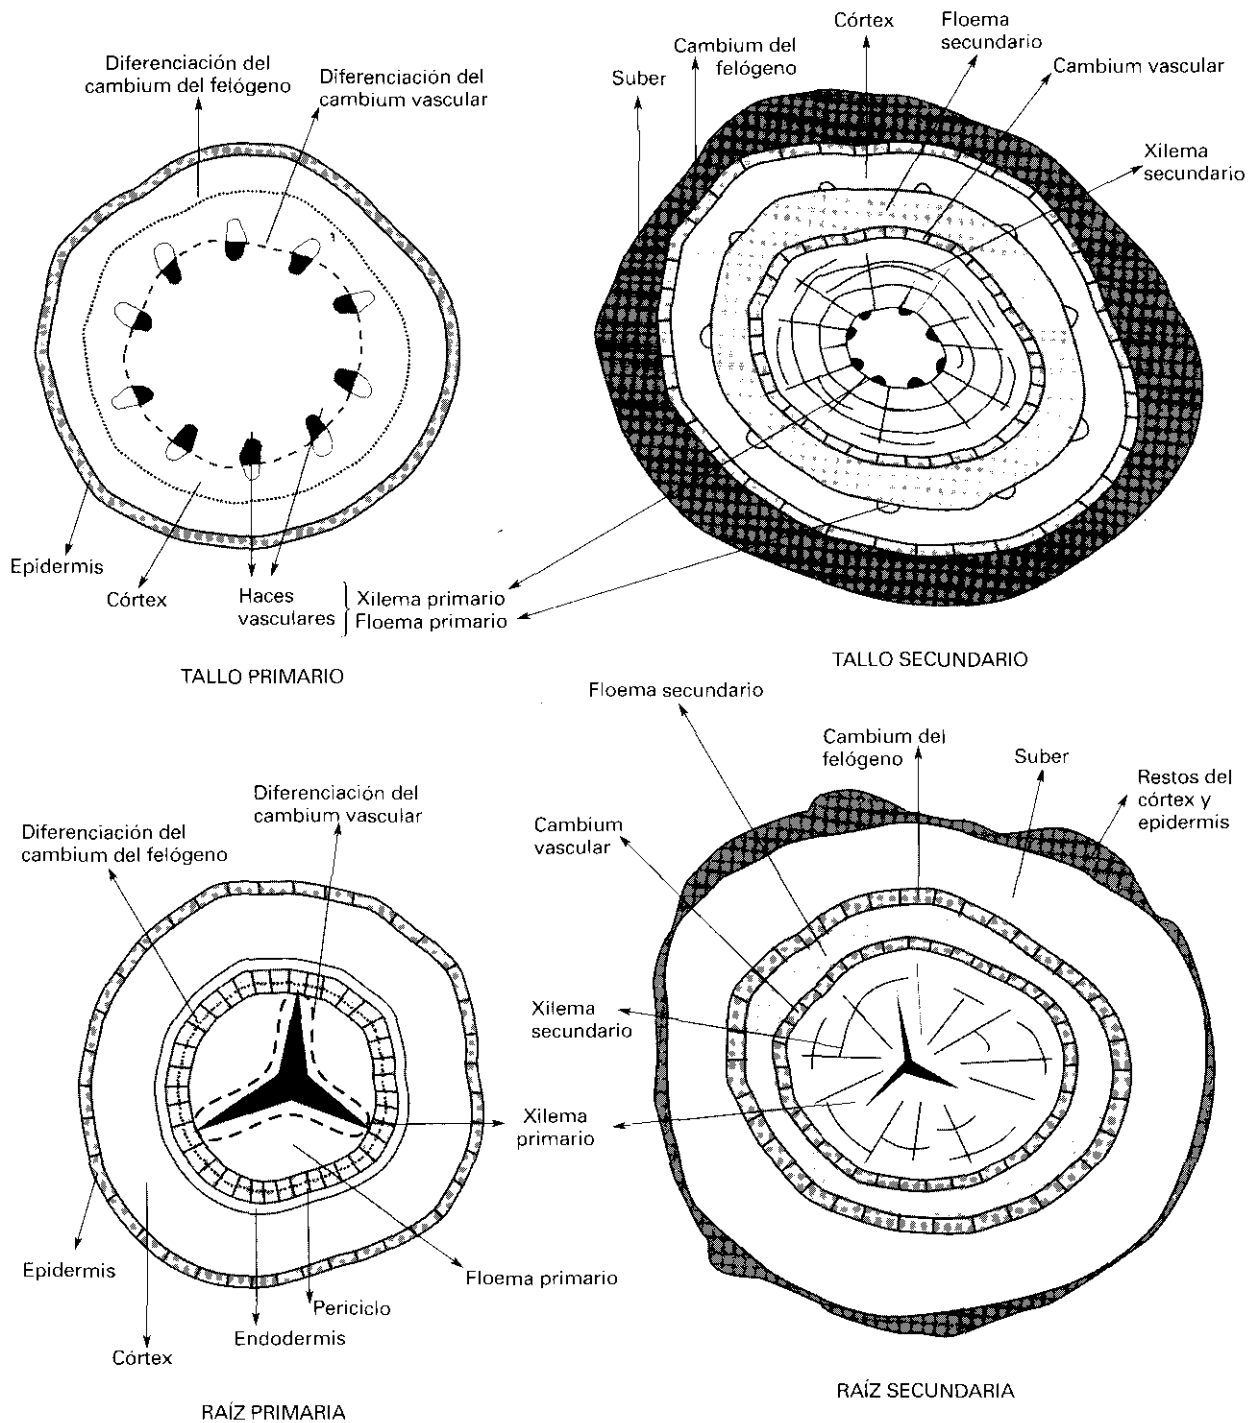 Diferenciación del
cambium del felógeno
Diferenciación del
cambium vascular
Epidermis
Córtex
Haces
vasculares
Xilema primario
Floema primario
TALLO PRIMARIO
Suber
Cambium del
felógeno
Córtex
Floema
secundario
Cambium vascular
Xilema
secundario
TALLO SECUNDARIO
Diferenciación del
cambium del felógeno
Diferenciación del
cambium vascular
Epidermis
Córtex
Endodermis
Periciclo
Floema primario
Xilema
primario
RAÍZ PRIMARIA
Floema secundario
Cambium del
felógeno
Suber
Restos del
córtex y
epidermis
Cambium
vascular
Xilema
secundario
RAÍZ SECUNDARIA